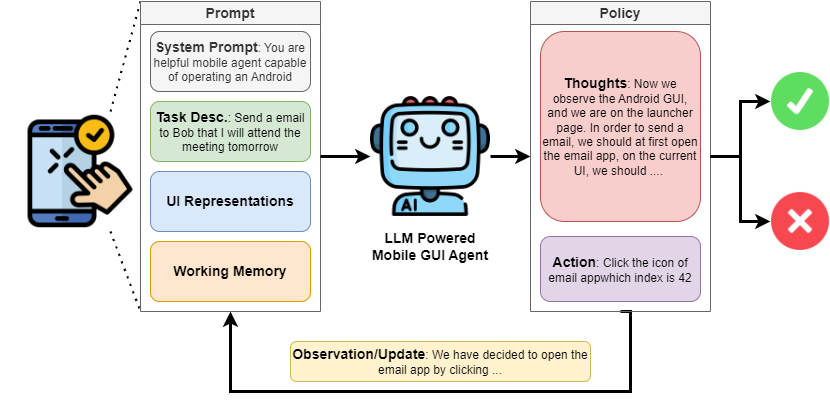 Prompt
System Prompt: You are
helpful mobile agent capable
of operating an Android
Task Desc.: Send a email
to Bob that I will attend the
meeting tomorrow
UI Representations
Working Memory
AI
LLM Powered
Mobile GUI Agent
Policy
Thoughts: Now we
observe the Android GUI,
and we are on the launcher
page. In order to send a
email, we should at first open
the email app, on the current
UI, we should ....
Action: Click the icon of
email appwhich index is 42
Observation/Update: We have decided to open the
email app by clicking ...